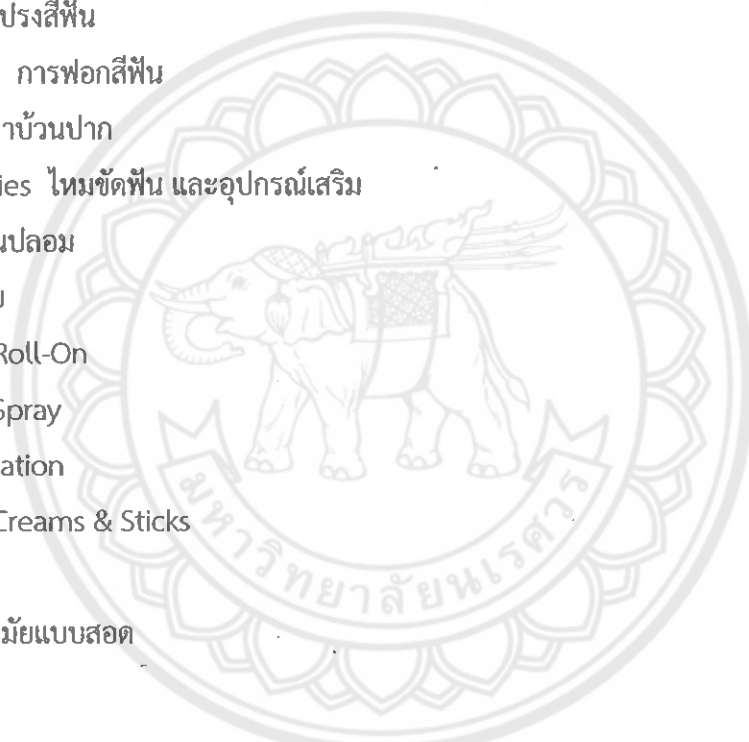 ปรงสีฟัน
การฟอกสีฟัน
าบ้วนปาก
ies ไหมขัดฟัน และอุปกรณ์เสริม
นปลอม
Roll-On
Spray
ation
Creams & Sticks
มัยแบบสอด
มหาวิทยาลัยนเรศวร